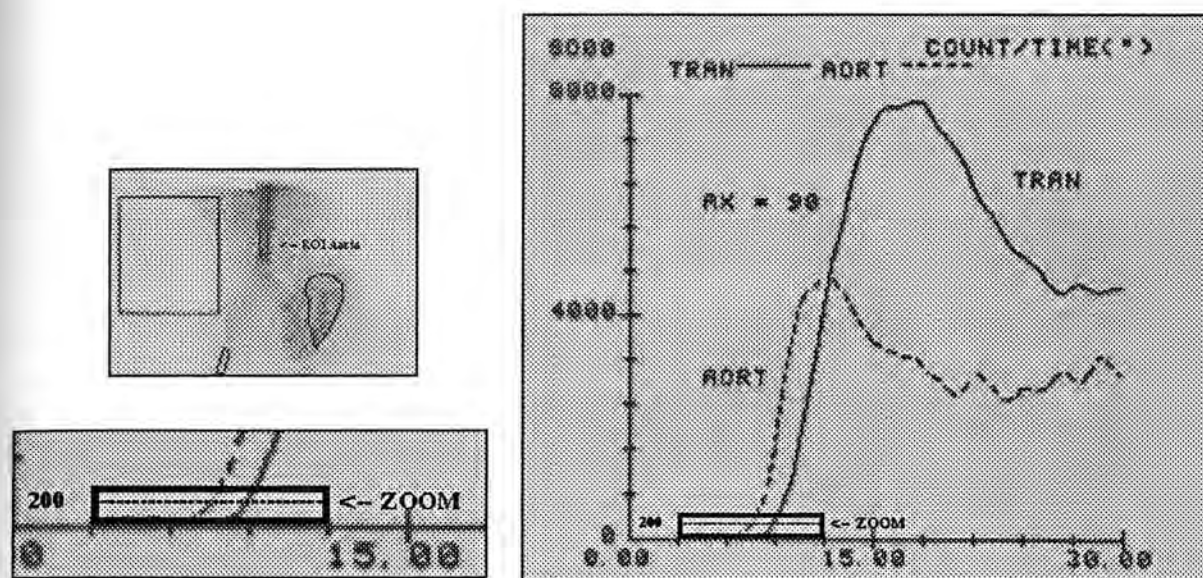 <-- ROI Aorta
200 <-- ZOOM
0 15.00
8000 COUNT/TIME(")
TRAN AORT
8000
TRAN
AX = 90
4000
AORT
200 <-- ZOOM
0
0.00 15.00 30.00